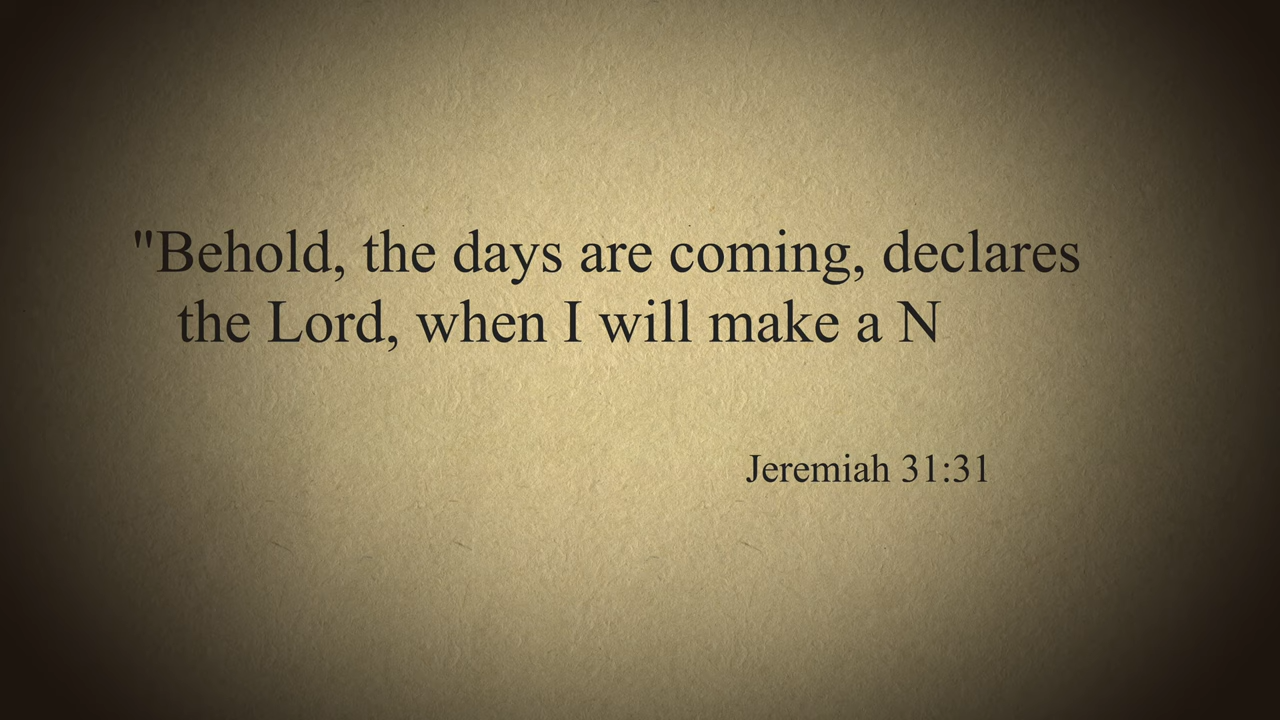 "Behold, the days are coming, declares
the Lord, when I will make a N
Jeremiah 31:31